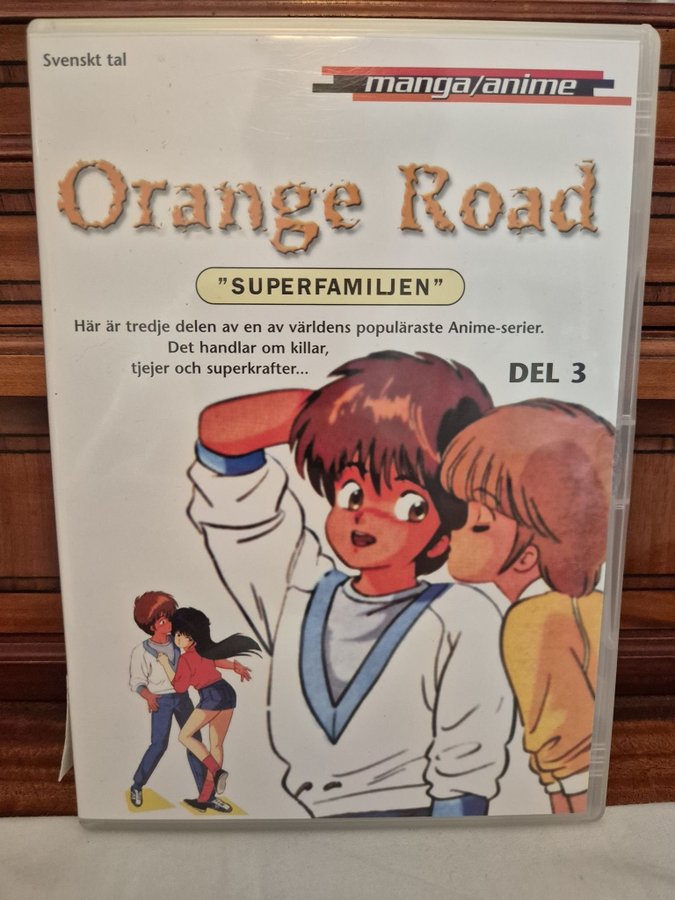 Svenskt tal
manga/anime
Orange Road
"SUPERFAMILJEN"
Här är tredje delen av en av världens populäraste Anime-serier.
Det handlar om killar,
tjejer och superkrafter...
DEL 3